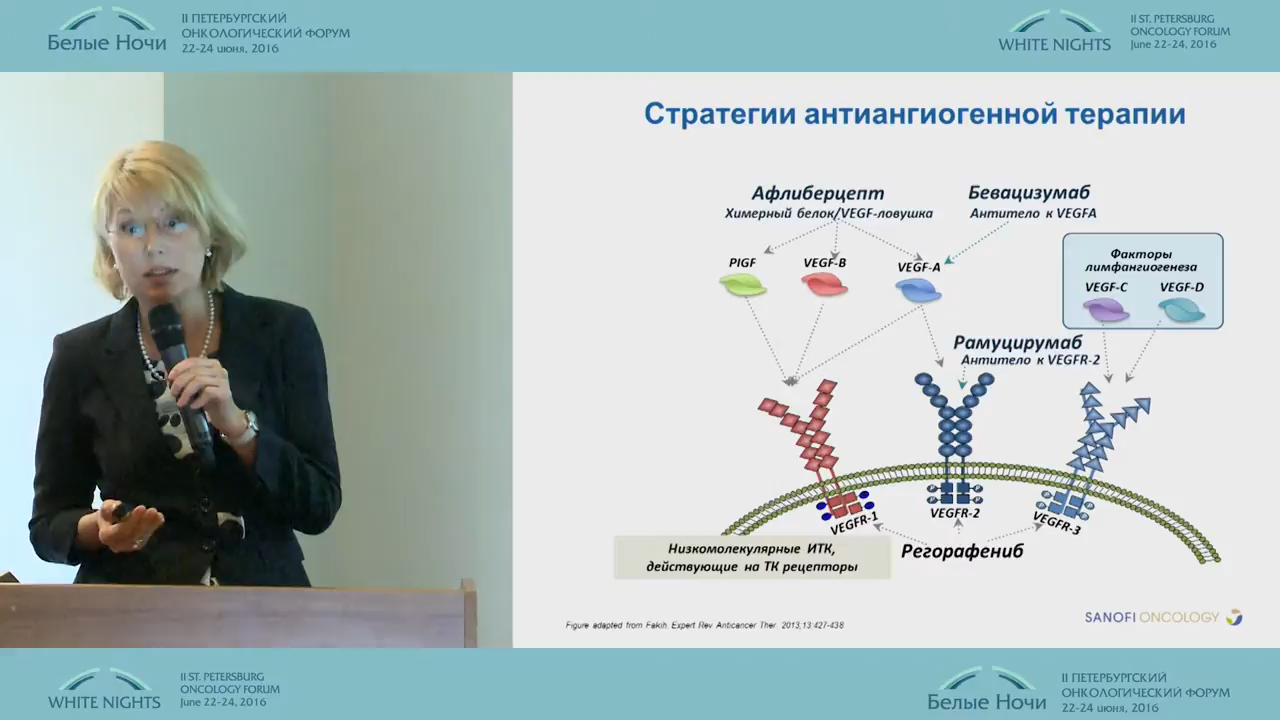 Белые Ночи
II ПЕТЕРБУРГСКИЙ
ОНКОЛОГИЧЕСКИЙ ФОРУМ
22-24 июня, 2016
WHITE NIGHTS
II ST. PETERSBURG
ONCOLOGY FORUM
June 22-24, 2016
Стратегии антиангиогенной терапии
Афлиберцепт
Химерный белок/VEGF-ловушка
Бевацизумаб
Антитело к VEGFA
PlGF
VEGF-B
VEGF-A
Факторы
лимфангиогенеза
VEGF-C
VEGF-D
Рамуцирумаб
Антитело к VEGFR-2
VEGFR-1
VEGFR-2
VEGFR-3
Низкомолекулярные ИТК,
действующие на ТК рецепторы
Регорафениб
Figure adapted from Fakih. Expert Rev Anticancer Ther. 2013;13:427-438
SANOFI ONCOLOGY
WHITE NIGHTS
II ST. PETERSBURG
ONCOLOGY FORUM
June 22-24, 2016
Белые Ночи
II ПЕТЕРБУРГСКИЙ
ОНКОЛОГИЧЕСКИЙ ФОРУМ
22-24 июня, 2016